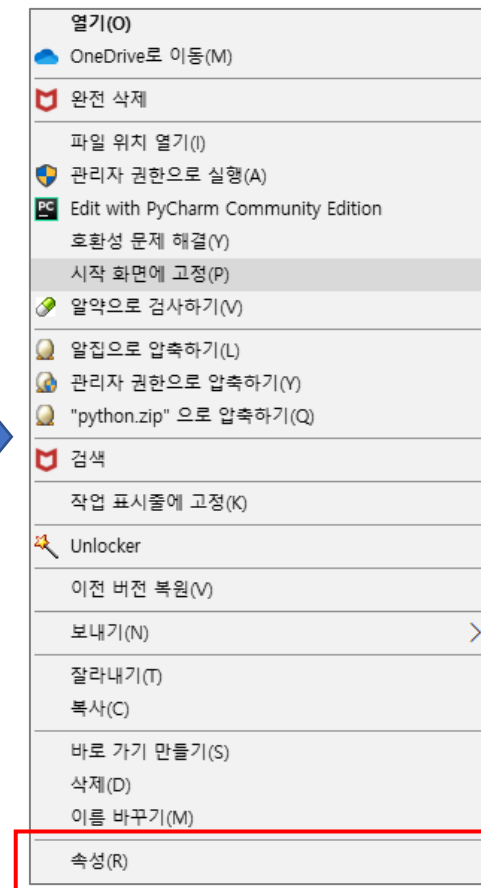 열기(O)
OneDrive로 이동(M)
완전 삭제
파일 위치 열기(I)
관리자 권한으로 실행(A)
PC Edit with PyCharm Community Edition
호환성 문제 해결(Y)
시작 화면에 고정(P)
알약으로 검사하기(V)
알집으로 압축하기(L)
관리자 권한으로 압축하기(Y)
"python.zip" 으로 압축하기(Q)
검색
작업 표시줄에 고정(K)
Unlocker
이전 버전 복원(V)
보내기(N)
잘라내기(T)
복사(C)
바로 가기 만들기(S)
삭제(D)
이름 바꾸기(M)
속성(R)